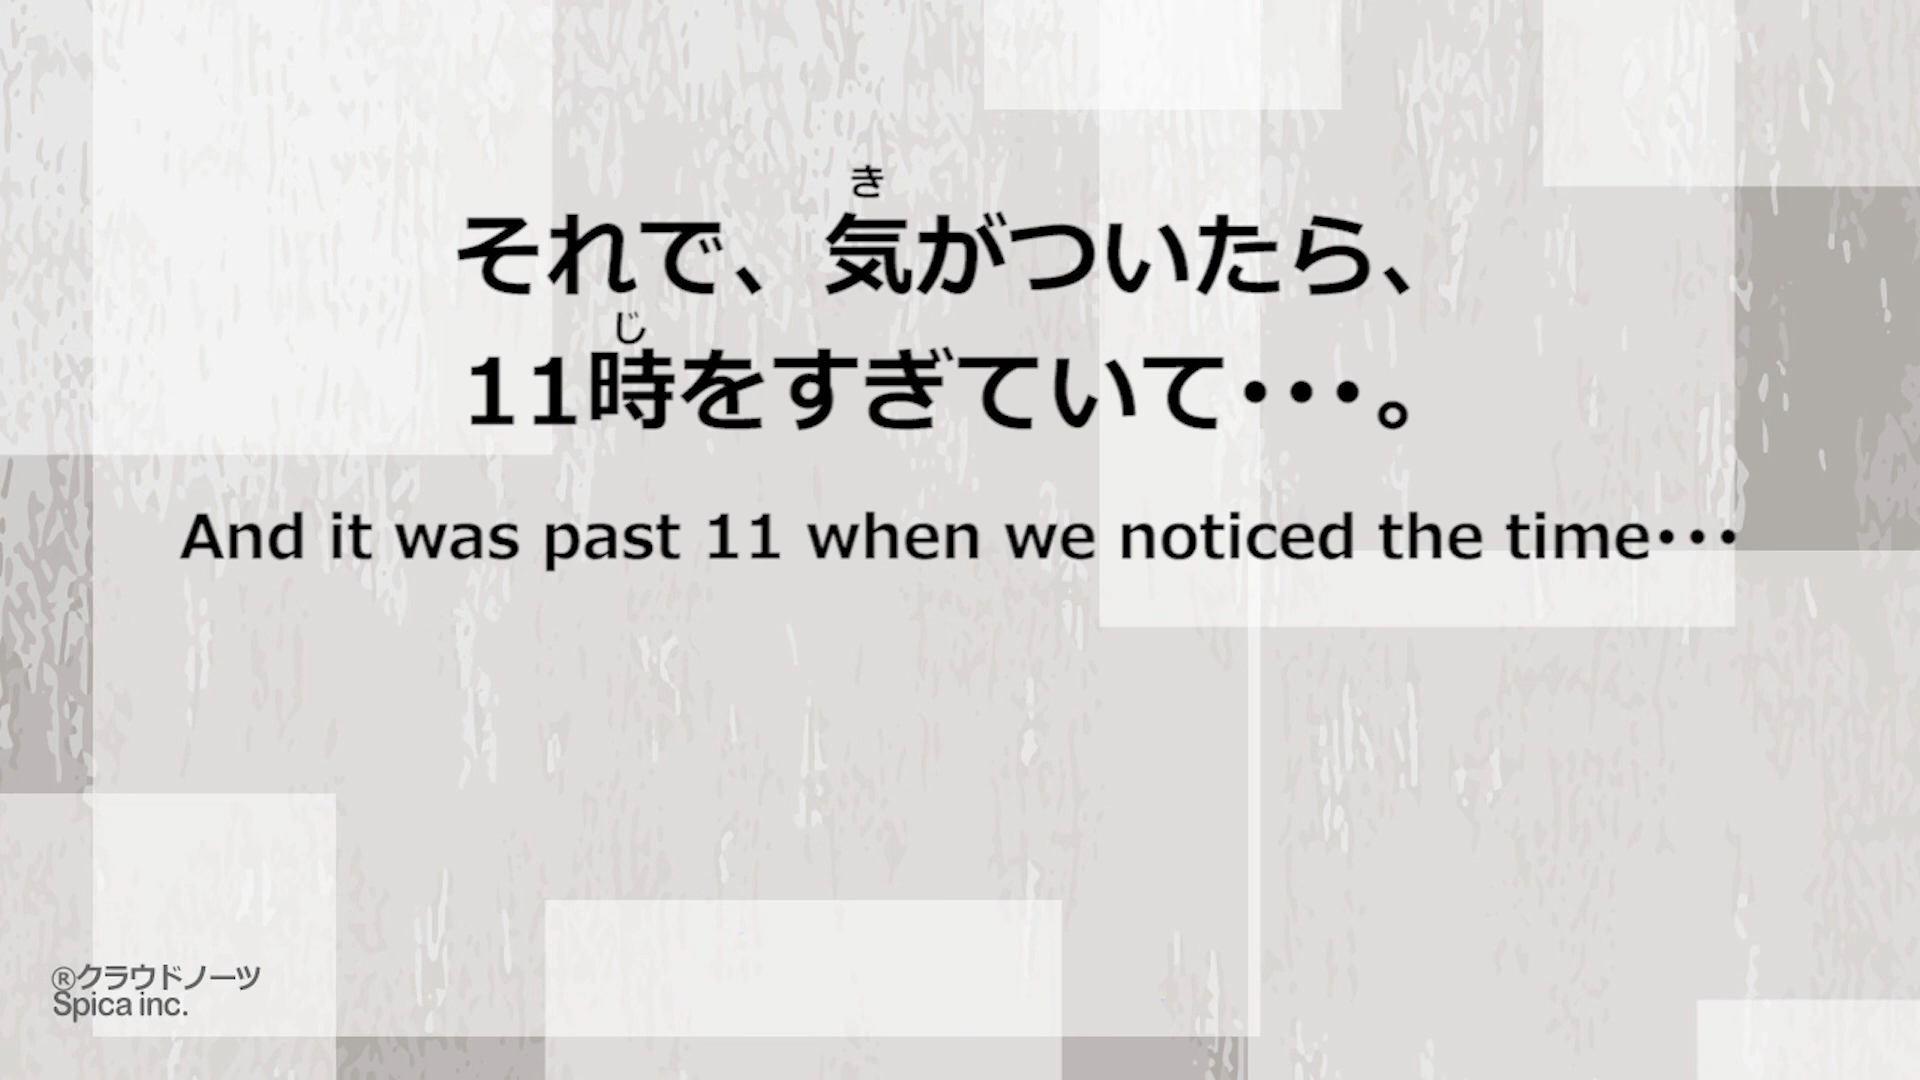 き
それで、気がついたら、
じ
11時をすぎていて･･･。
And it was past 11 when we noticed the time･･･
®クラウドノーツ
Spica inc.